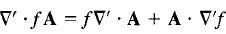 ∇′ · f𝐀 = f∇′ · 𝐀 + 𝐀 · ∇′f